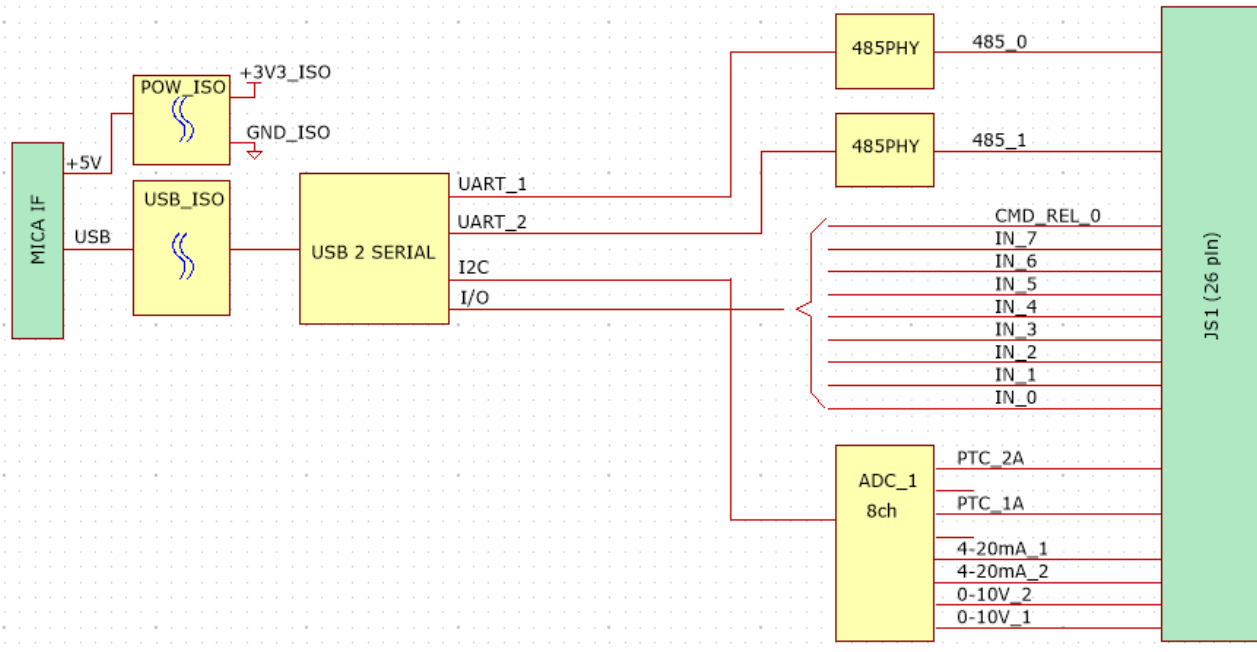 485PHY
485_0
+3V3_ISO
POW_ISO
GND_ISO
485PHY
485_1
+5V
MICA IF
USB_ISO
USB
USB 2 SERIAL
UART_1
UART_2
I2C
I/O
CMD_REL_0
IN_7
IN_6
IN_5
IN_4
IN_3
IN_2
IN_1
IN_0
JS1 (26 pIn)
ADC_1
8ch
PTC_2A
PTC_1A
4-20mA_1
4-20mA_2
0-10V_2
0-10V_1